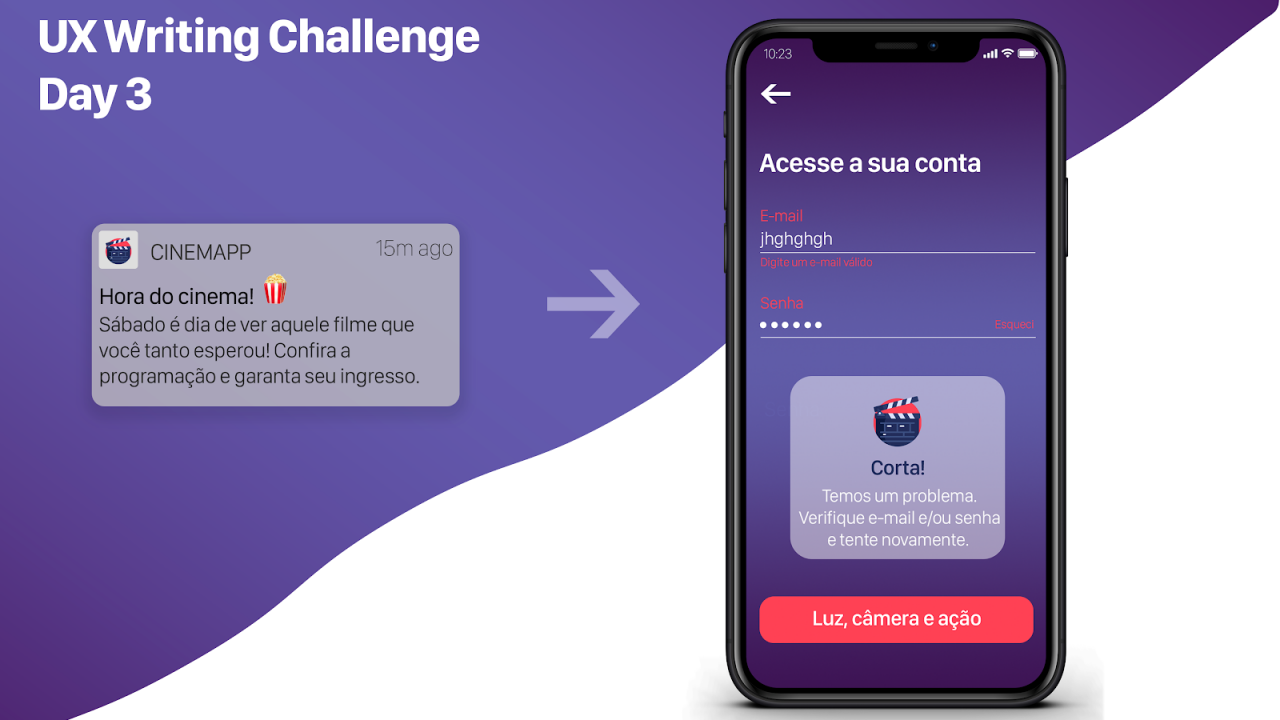 UX Writing Challenge
Day 3
CINEMAPP
15m ago
Hora do cinema! 🍿
Sábado é dia de ver aquele filme que
você tanto esperou! Confira a
programação e garanta seu ingresso.
10:23
Acesse a sua conta
E-mail
jhghghgh
Digite um e-mail válido
Senha
Esqueci
Corta!
Temos um problema.
Verifique e-mail e/ou senha
e tente novamente.
Luz, câmera e ação